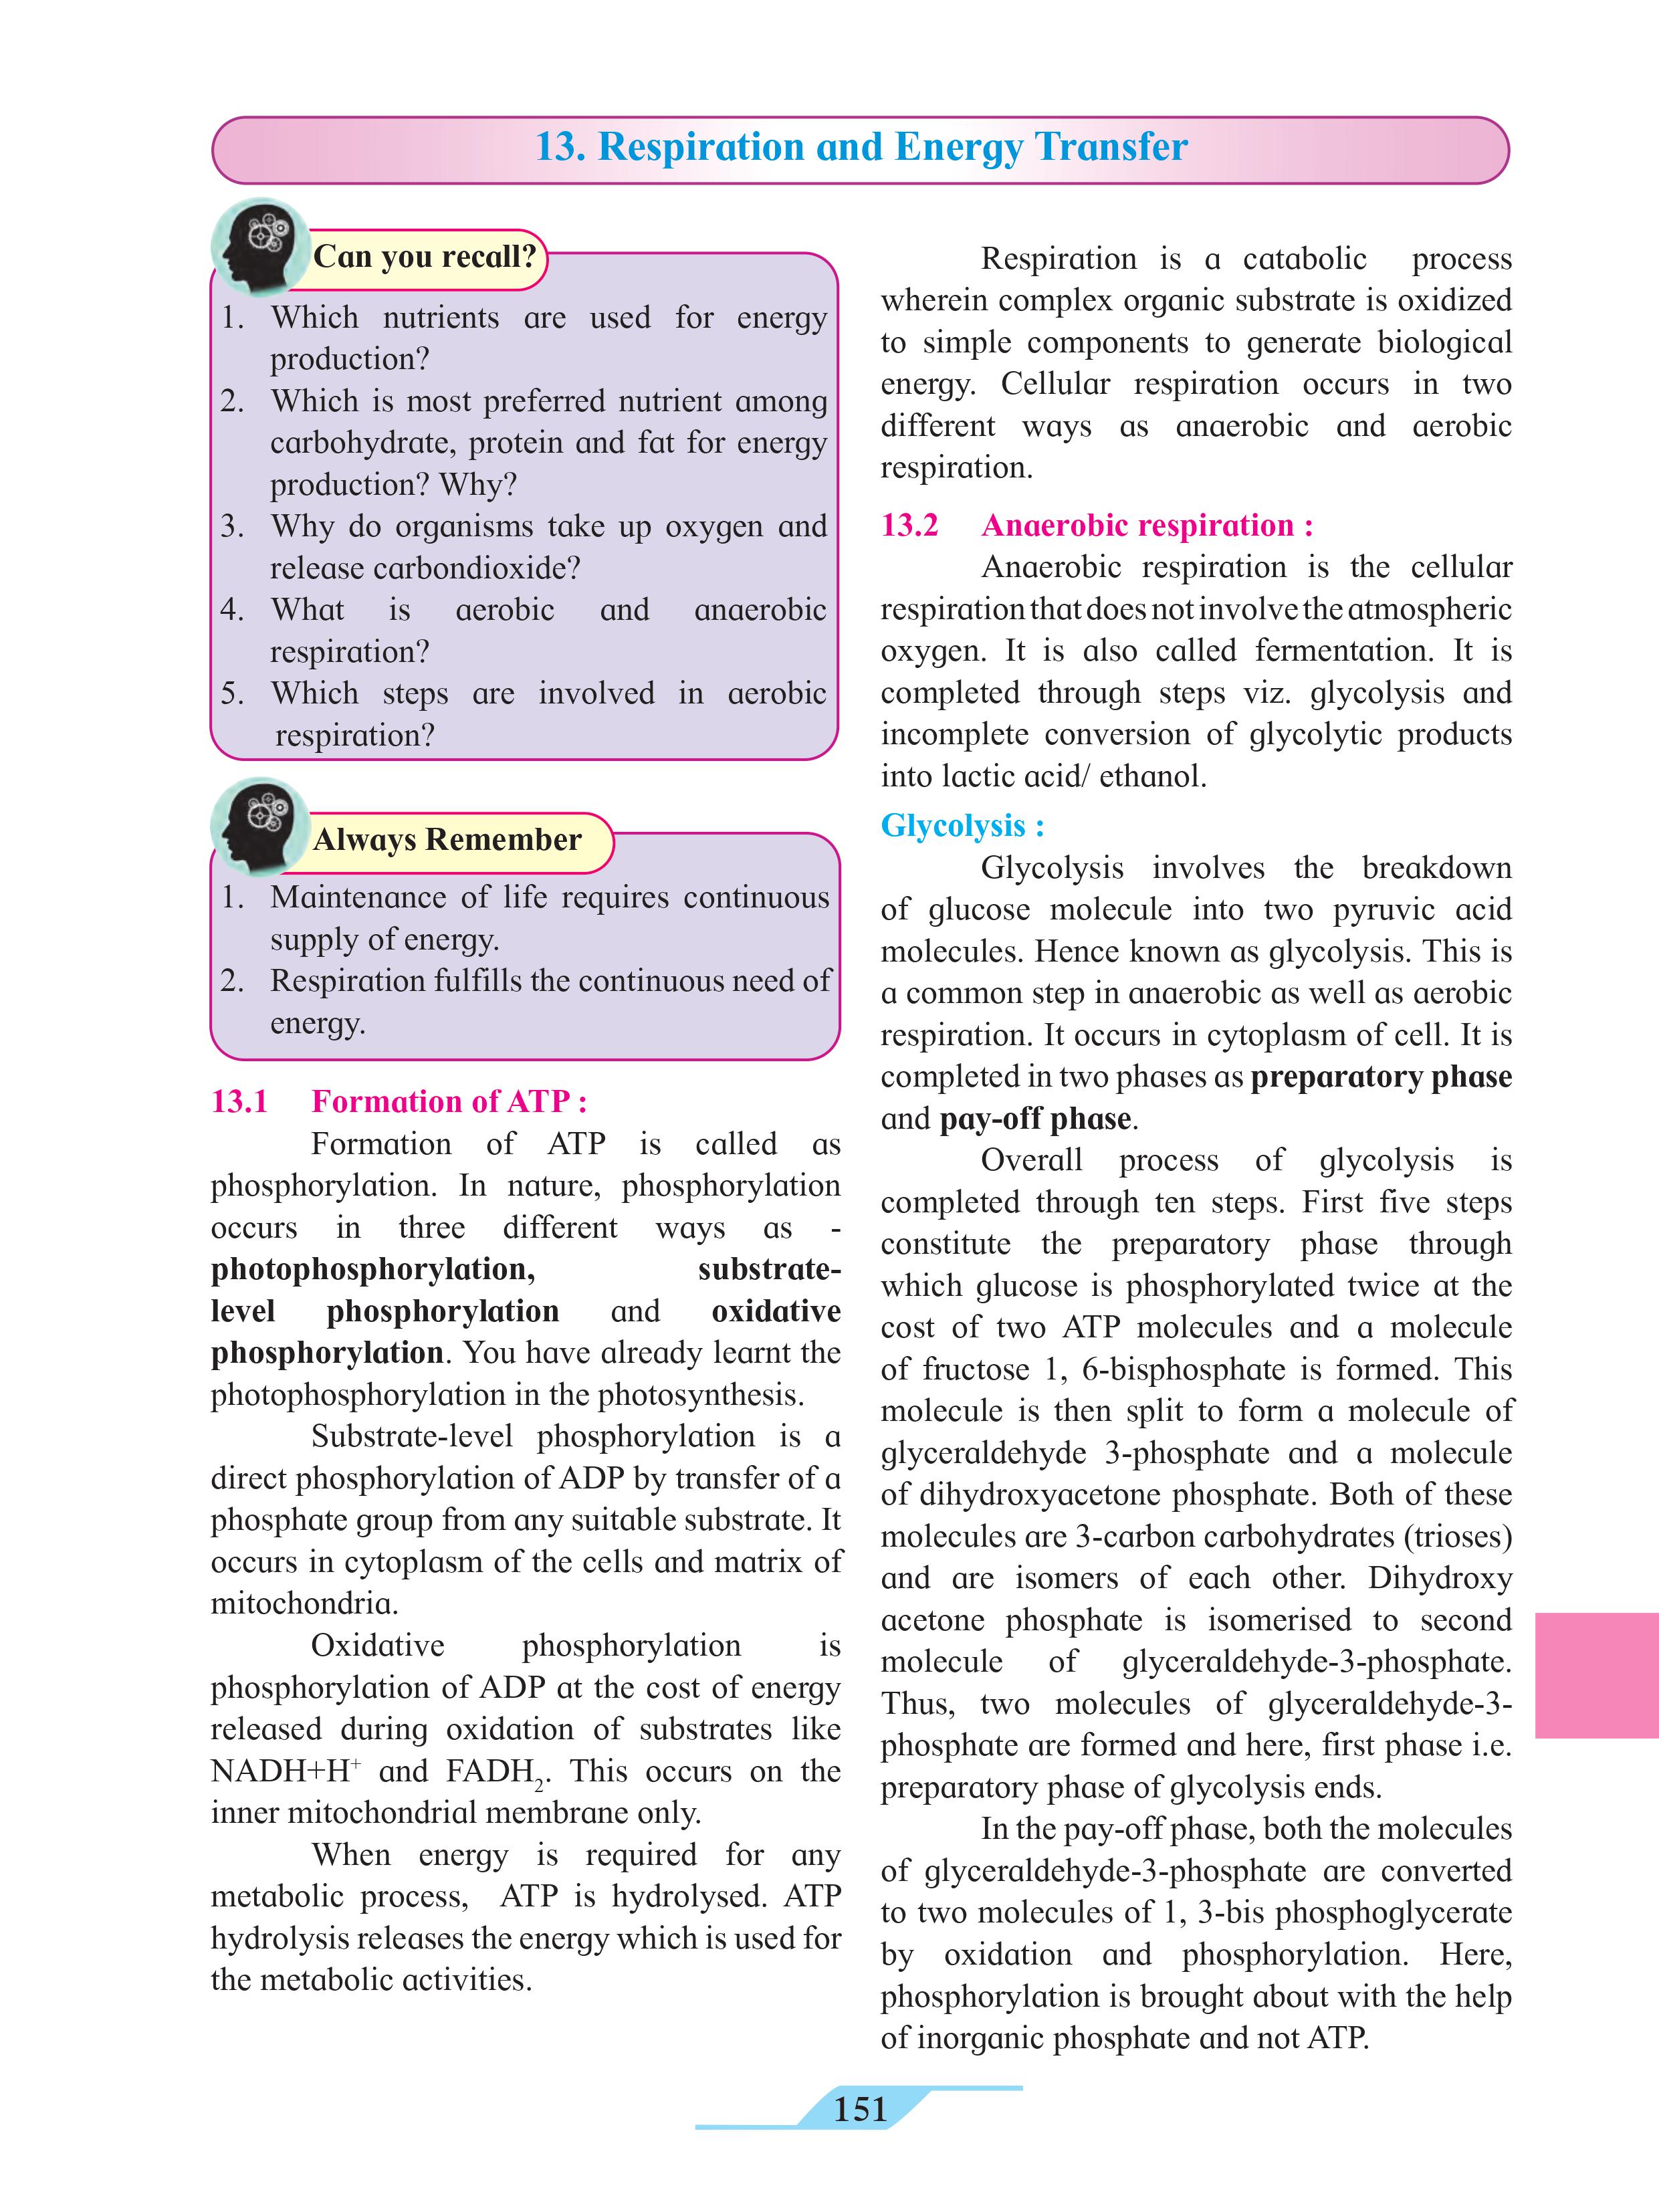 13. Respiration and Energy Transfer
Can you recall?
1. Which nutrients are used for energy
production?
2. Which is most preferred nutrient among
carbohydrate, protein and fat for energy
production? Why?
3. Why do organisms take up oxygen and
release carbondioxide?
4. What is aerobic and anaerobic
respiration?
5. Which steps are involved in aerobic
respiration?
Always Remember
1. Maintenance of life requires continuous
supply of energy.
2. Respiration fulfills the continuous need of
energy.
13.1 Formation of ATP :
Formation of ATP is called as
phosphorylation. In nature, phosphorylation
occurs in three different ways as -
photophosphorylation, substrate-
level phosphorylation and oxidative
phosphorylation. You have already learnt the
photophosphorylation in the photosynthesis.
Substrate-level phosphorylation is a
direct phosphorylation of ADP by transfer of a
phosphate group from any suitable substrate. It
occurs in cytoplasm of the cells and matrix of
mitochondria.
Oxidative phosphorylation is
phosphorylation of ADP at the cost of energy
released during oxidation of substrates like
NADH+H⁺ and FADH₂. This occurs on the
inner mitochondrial membrane only.
When energy is required for any
metabolic process, ATP is hydrolysed. ATP
hydrolysis releases the energy which is used for
the metabolic activities.
Respiration is a catabolic process
wherein complex organic substrate is oxidized
to simple components to generate biological
energy. Cellular respiration occurs in two
different ways as anaerobic and aerobic
respiration.
13.2 Anaerobic respiration :
Anaerobic respiration is the cellular
respiration that does not involve the atmospheric
oxygen. It is also called fermentation. It is
completed through steps viz. glycolysis and
incomplete conversion of glycolytic products
into lactic acid/ ethanol.
Glycolysis :
Glycolysis involves the breakdown
of glucose molecule into two pyruvic acid
molecules. Hence known as glycolysis. This is
a common step in anaerobic as well as aerobic
respiration. It occurs in cytoplasm of cell. It is
completed in two phases as preparatory phase
and pay-off phase.
Overall process of glycolysis is
completed through ten steps. First five steps
constitute the preparatory phase through
which glucose is phosphorylated twice at the
cost of two ATP molecules and a molecule
of fructose 1, 6-bisphosphate is formed. This
molecule is then split to form a molecule of
glyceraldehyde 3-phosphate and a molecule
of dihydroxyacetone phosphate. Both of these
molecules are 3-carbon carbohydrates (trioses)
and are isomers of each other. Dihydroxy
acetone phosphate is isomerised to second
molecule of glyceraldehyde-3-phosphate.
Thus, two molecules of glyceraldehyde-3-
phosphate are formed and here, first phase i.e.
preparatory phase of glycolysis ends.
In the pay-off phase, both the molecules
of glyceraldehyde-3-phosphate are converted
to two molecules of 1, 3-bis phosphoglycerate
by oxidation and phosphorylation. Here,
phosphorylation is brought about with the help
of inorganic phosphate and not ATP.
151